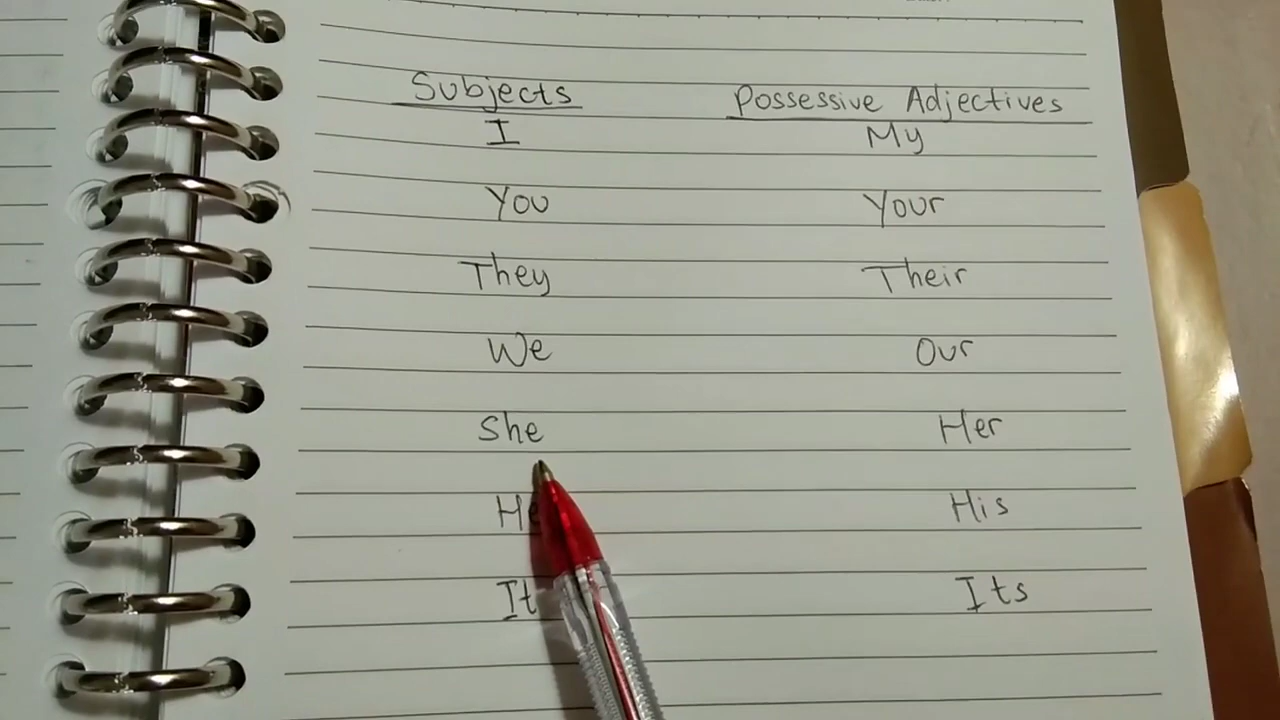 Subjects Possessive Adjectives
I My
You Your
They Their
We Our
She Her
He His
It Its